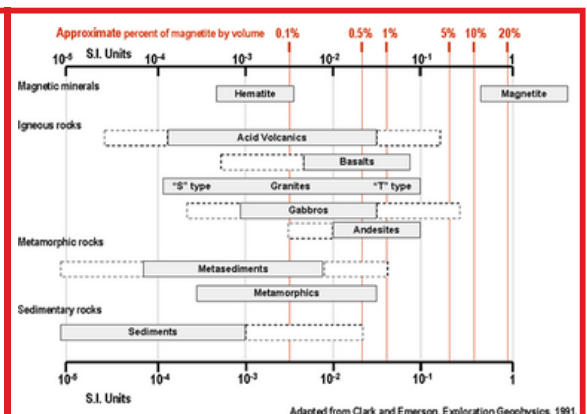 Approximate percent of magnetite by volume 0.1% 0.5% 1% 5% 10% 20%
S.I. Units
10⁻⁵ 10⁻⁴ 10⁻³ 10⁻² 10⁻¹ 1
Magnetic minerals
Hematite Magnetite
Igneous rocks
Acid Volcanics
Basalts
"S" type Granites "T" type
Gabbros
Andesites
Metamorphic rocks
Metasediments
Metamorphics
Sedimentary rocks
Sediments
10⁻⁵ 10⁻⁴ 10⁻³ 10⁻² 10⁻¹ 1
S.I. Units
Adapted from Clark and Emerson, Exploration Geophysics, 1991